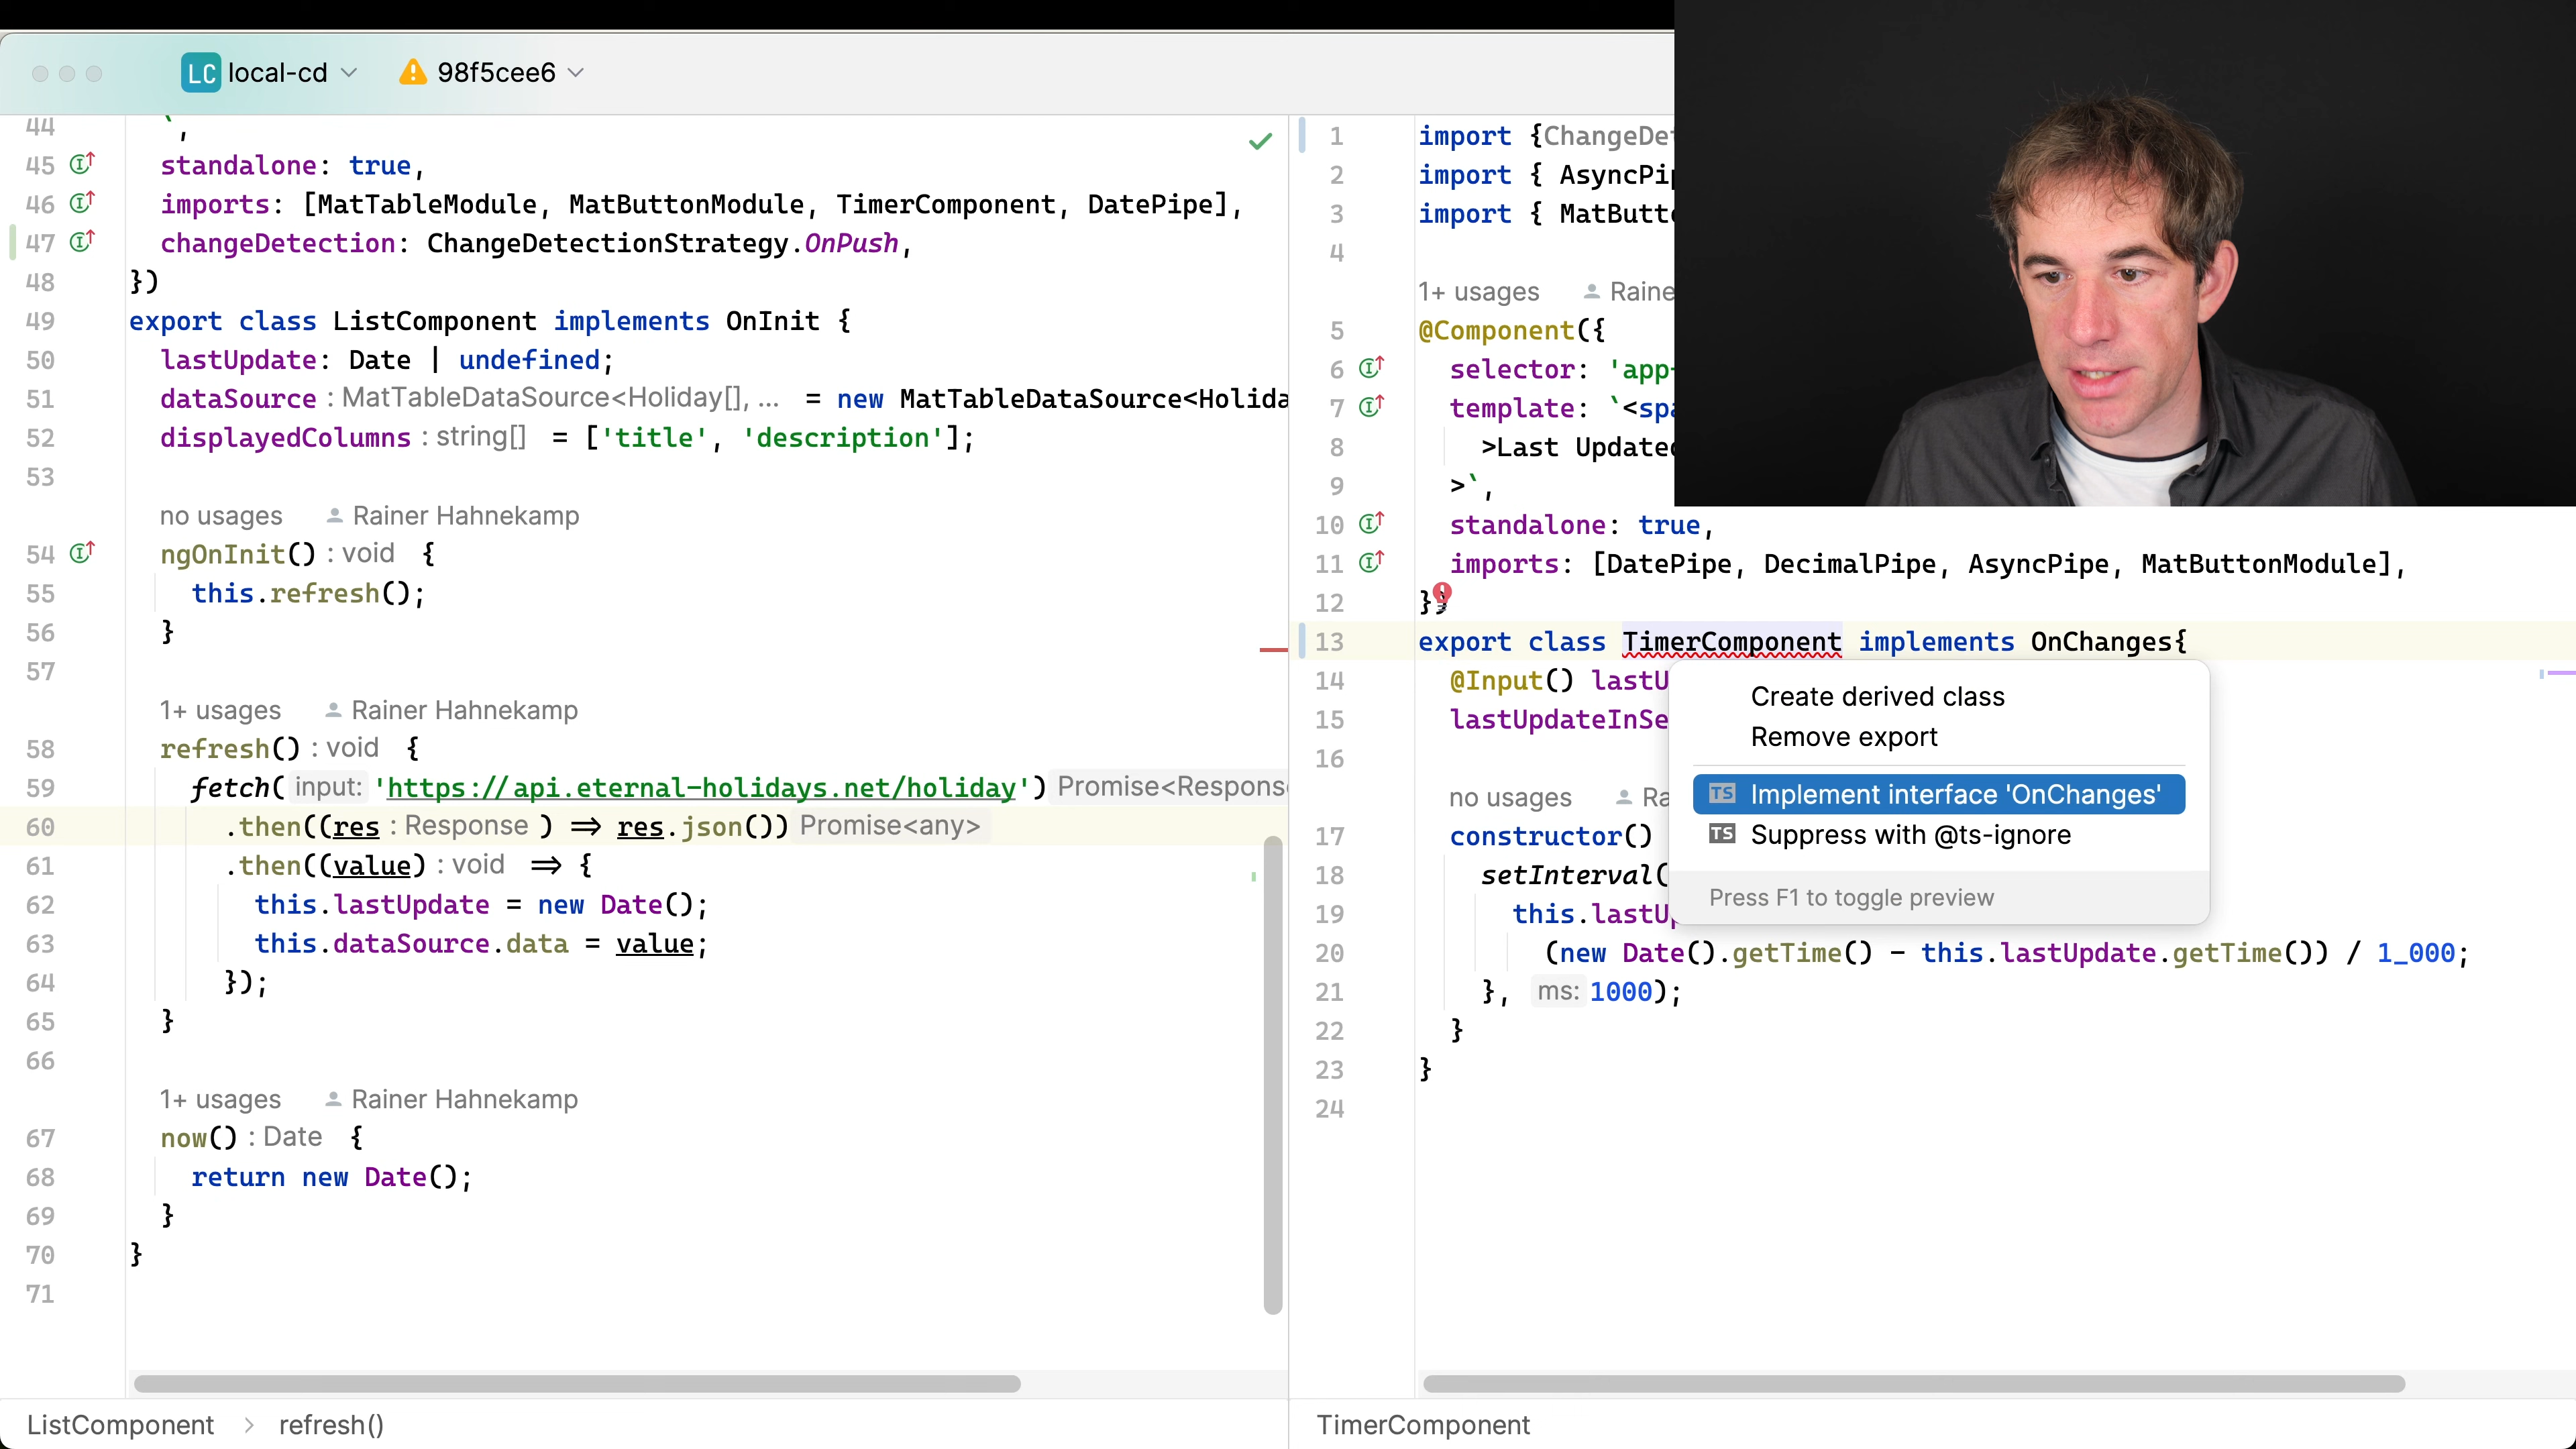 LC local-cd 98f5cee6
44 `,
45 standalone: true,
46 imports: [MatTableModule, MatButtonModule, TimerComponent, DatePipe],
47 changeDetection: ChangeDetectionStrategy.OnPush,
48 })
49 export class ListComponent implements OnInit {
50 lastUpdate: Date | undefined;
51 dataSource : MatTableDataSource<Holiday[], ... = new MatTableDataSource<Holida
52 displayedColumns : string[] = ['title', 'description'];
53
no usages Rainer Hahnekamp
54 ngOnInit() : void {
55 this.refresh();
56 }
57
1+ usages Rainer Hahnekamp
58 refresh() : void {
59 fetch( input: 'https://api.eternal-holidays.net/holiday') Promise<Respons
60 .then((res : Response ) => res.json()) Promise<any>
61 .then((value) : void => {
62 this.lastUpdate = new Date();
63 this.dataSource.data = value;
64 });
65 }
66
1+ usages Rainer Hahnekamp
67 now() : Date {
68 return new Date();
69 }
70 }
71
ListComponent > refresh()
1 import {ChangeDet
2 import { AsyncPip
3 import { MatButto
4
1+ usages Raine
5 @Component({
6 selector: 'app-
7 template: `<spa
8 >Last Updated
9 >`,
10 standalone: true,
11 imports: [DatePipe, DecimalPipe, AsyncPipe, MatButtonModule],
12 })
13 export class TimerComponent implements OnChanges{
14 @Input() lastU
15 lastUpdateInSe
16
no usages Ra
17 constructor()
18 setInterval(
19 this.lastUp
20 (new Date().getTime() - this.lastUpdate.getTime()) / 1_000;
21 }, ms: 1000);
22 }
23 }
24
Create derived class
Remove export
TS Implement interface 'OnChanges'
TS Suppress with @ts-ignore
Press F1 to toggle preview
TimerComponent